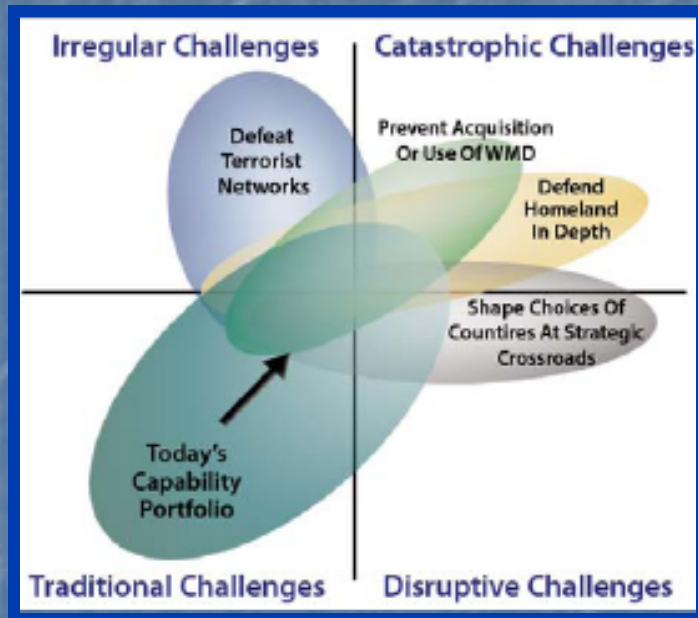 Irregular Challenges
Catastrophic Challenges
Defeat
Terrorist
Networks
Prevent Acquisition
Or Use Of WMD
Defend
Homeland
In Depth
Shape Choices Of
Countires At Strategic
Crossroads
Today's
Capability
Portfolio
Traditional Challenges
Disruptive Challenges